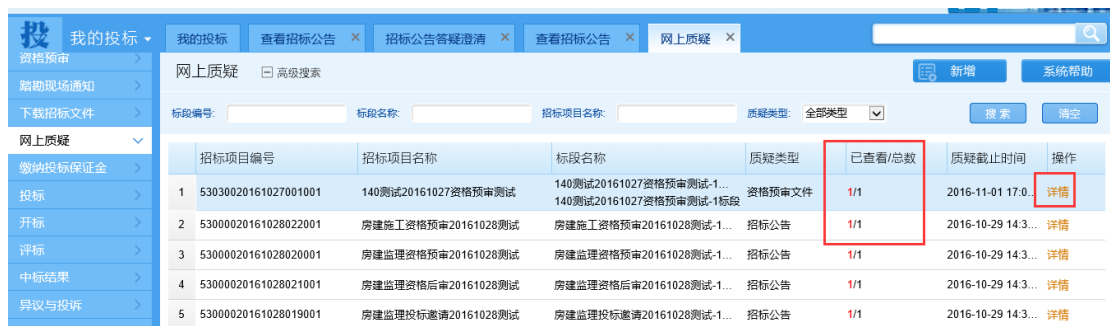 投 我的投标
我的投标 查看招标公告 × 招标公告答疑澄清 × 查看招标公告 × 网上质疑 ×
资格预审
踏勘现场通知
下载招标文件
网上质疑
缴纳投标保证金
投标
开标
评标
中标结果
异议与投诉
网上质疑 高级搜索 新增 系统帮助
标段编号: 标段名称: 招标项目名称: 质疑类型: 全部类型 搜索 清空
招标项目编号 招标项目名称 标段名称 质疑类型 已查看/总数 质疑截止时间 操作
1 53030020161027001001 140测试20161027资格预审测试 140测试20161027资格预审测试-1... 资格预审文件 1/1 2016-11-01 17:0... 详情
140测试20161027资格预审测试-1标段
2 53000020161028022001 房建施工资格预审20161028测试 房建施工资格预审20161028测试-1... 招标公告 1/1 2016-10-29 14:3... 详情
3 53000020161028020001 房建监理资格预审20161028测试 房建监理资格预审20161028测试-1... 招标公告 1/1 2016-10-29 14:3... 详情
4 53000020161028021001 房建监理资格后审20161028测试 房建监理资格后审20161028测试-1... 招标公告 1/1 2016-10-29 14:3... 详情
5 53000020161028019001 房建监理投标邀请20161028测试 房建监理投标邀请20161028测试-1... 招标公告 1/1 2016-10-29 14:3... 详情